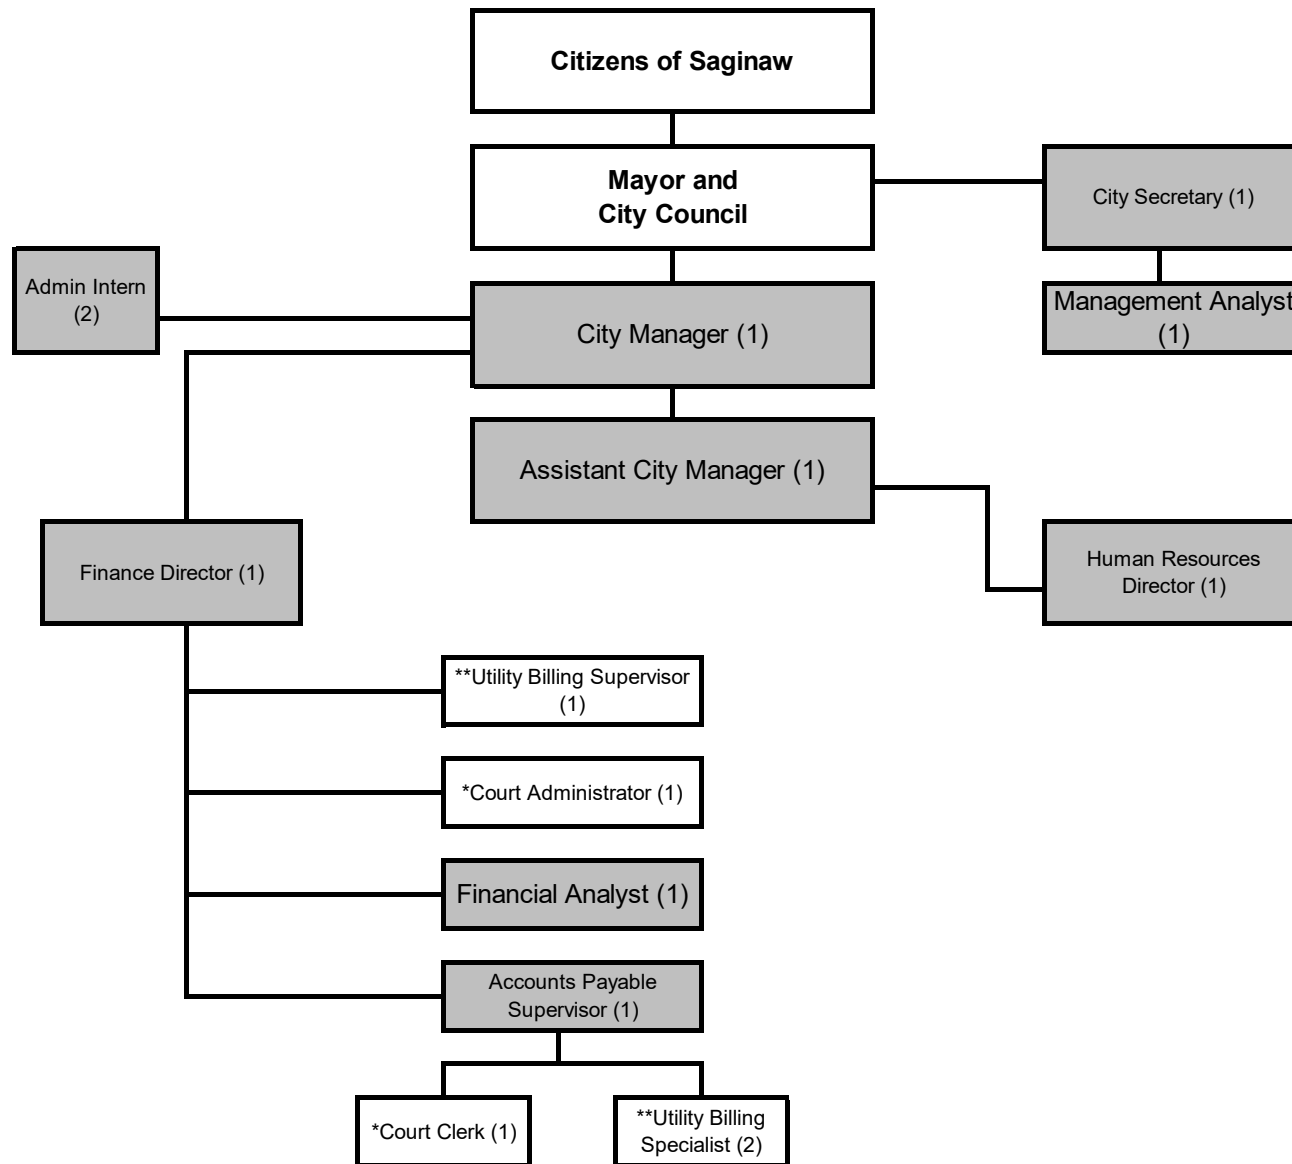 Citizens of Saginaw
Mayor and
City Council
City Secretary (1)
Admin Intern
(2)
City Manager (1)
Management Analyst
(1)
Assistant City Manager (1)
Finance Director (1)
Human Resources
Director (1)
**Utility Billing Supervisor
(1)
*Court Administrator (1)
Financial Analyst (1)
Accounts Payable
Supervisor (1)
*Court Clerk (1)
**Utility Billing
Specialist (2)